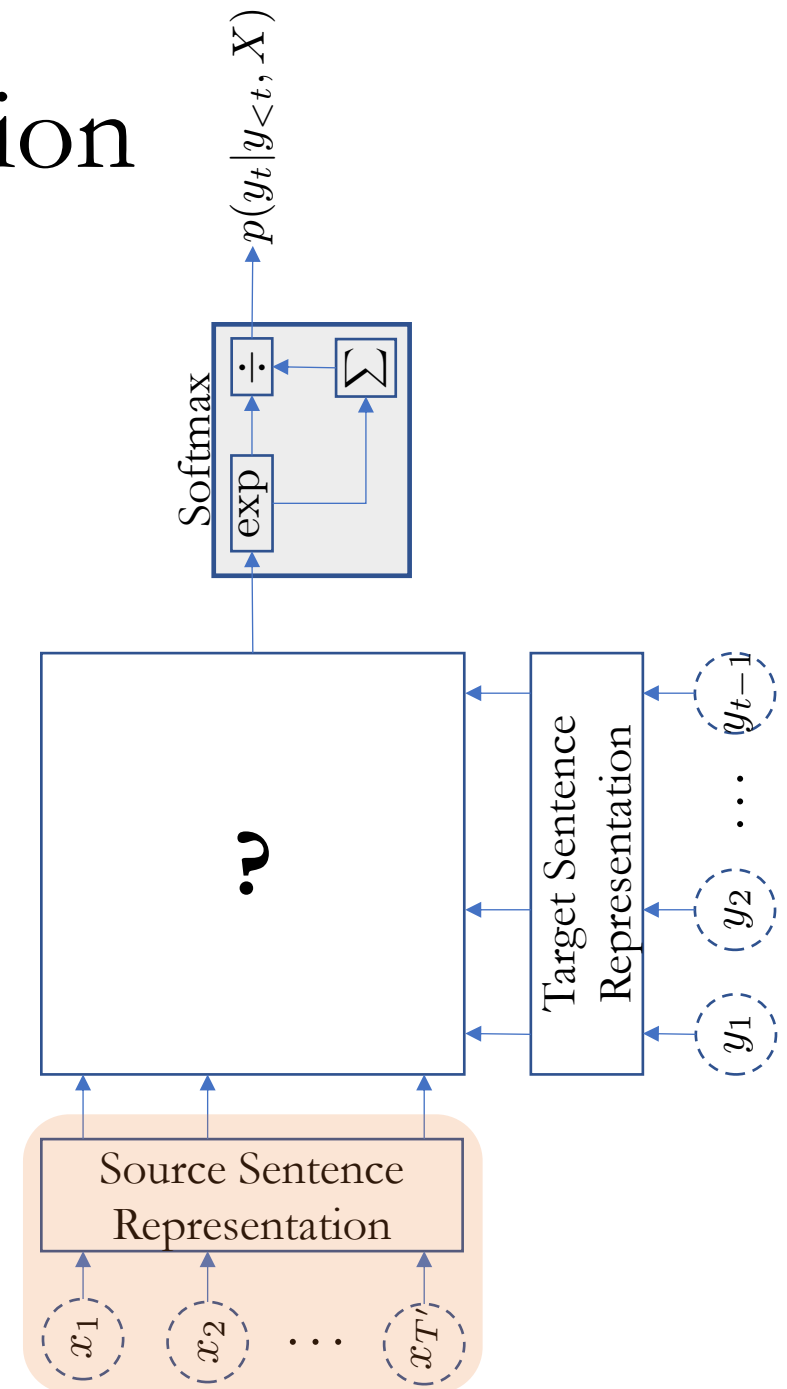 ion
p(y_t|y_{<t}, X)
Softmax
exp
÷
Σ
?
Source Sentence
Representation
x_1
x_2
⋯
x_{T'}
Target Sentence
Representation
y_1
y_2
⋯
y_{t−1}